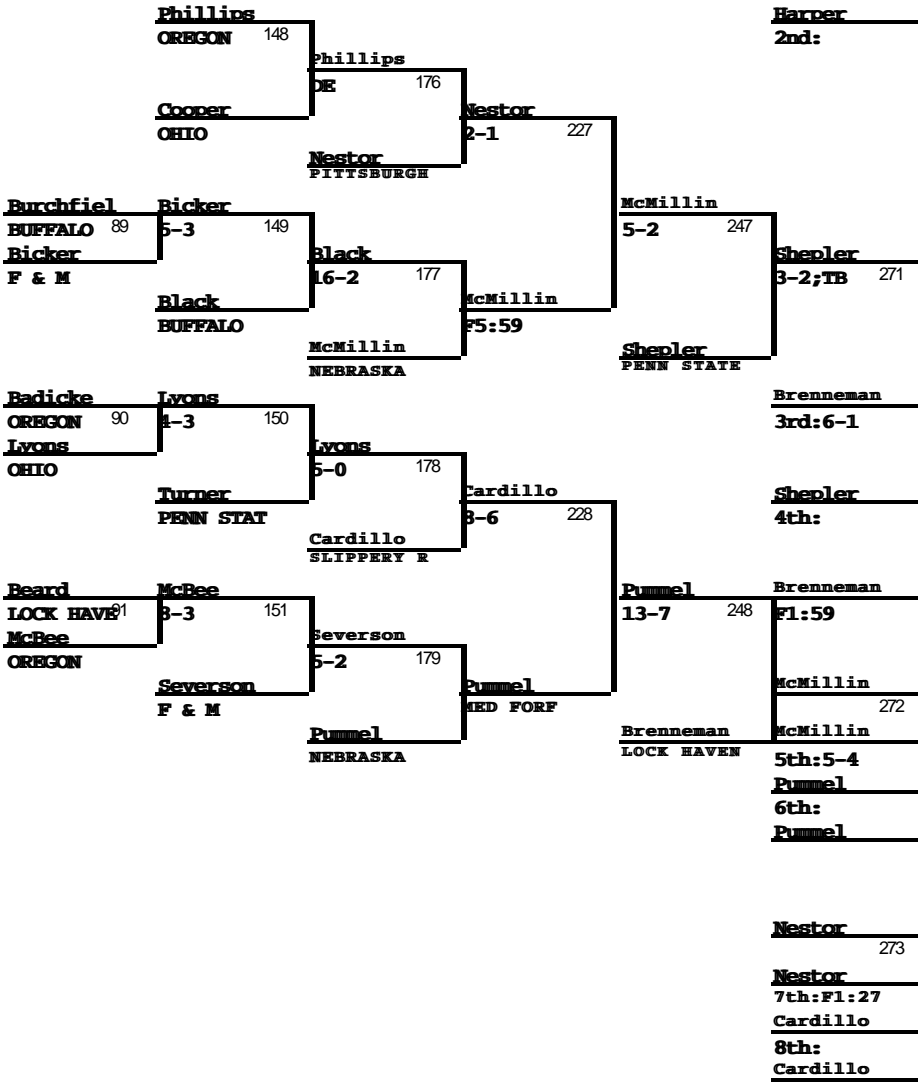 Phillips
Harper
OREGON 148
2nd:
Phillips
DE 176
Cooper
Nestor
OHIO
2-1 227
Nestor
PITTSBURGH
Burchfiel
Bicker
McMillin
BUFFALO 89
5-3 149
5-2 247
Bicker
Black
Shepler
F & M
16-2 177
3-2;TB 271
Black
McMillin
BUFFALO
F5:59
McMillin
Shepler
NEBRASKA
PENN STATE
Badicke
Lyons
Brenneman
OREGON 90
4-3 150
3rd:6-1
Lyons
Lyons
OHIO
5-0 178
Turner
Cardillo
Shepler
PENN STAT
8-6 228
4th:
Cardillo
SLIPPERY R
Beard
McBee
Pummel
Brenneman
LOCK HAVE 91
8-3 151
13-7 248
F1:59
McBee
Severson
OREGON
5-2 179
Severson
Pummel
McMillin
F & M
MED FORF
272
Pummel
Brenneman
McMillin
NEBRASKA
LOCK HAVEN
5th:5-4
Pummel
6th:
Pummel
Nestor
273
Nestor
7th:F1:27
Cardillo
8th:
Cardillo